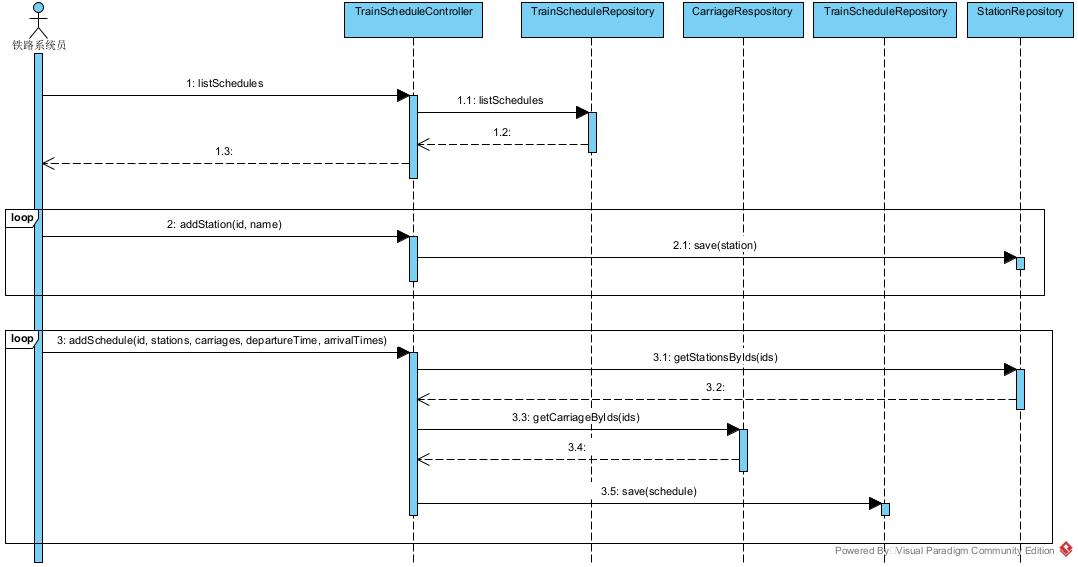 TrainScheduleController
TrainScheduleRepository
CarriageRespository
TrainScheduleRepository
StationRepository
铁路系统员
1: listSchedules
1.1: listSchedules
1.2:
1.3:
loop
2: addStation(id, name)
2.1: save(station)
loop
3: addSchedule(id, stations, carriages, departureTime, arrivalTimes)
3.1: getStationsByIds(ids)
3.2:
3.3: getCarriageByIds(ids)
3.4:
3.5: save(schedule)
Powered By Visual Paradigm Community Edition